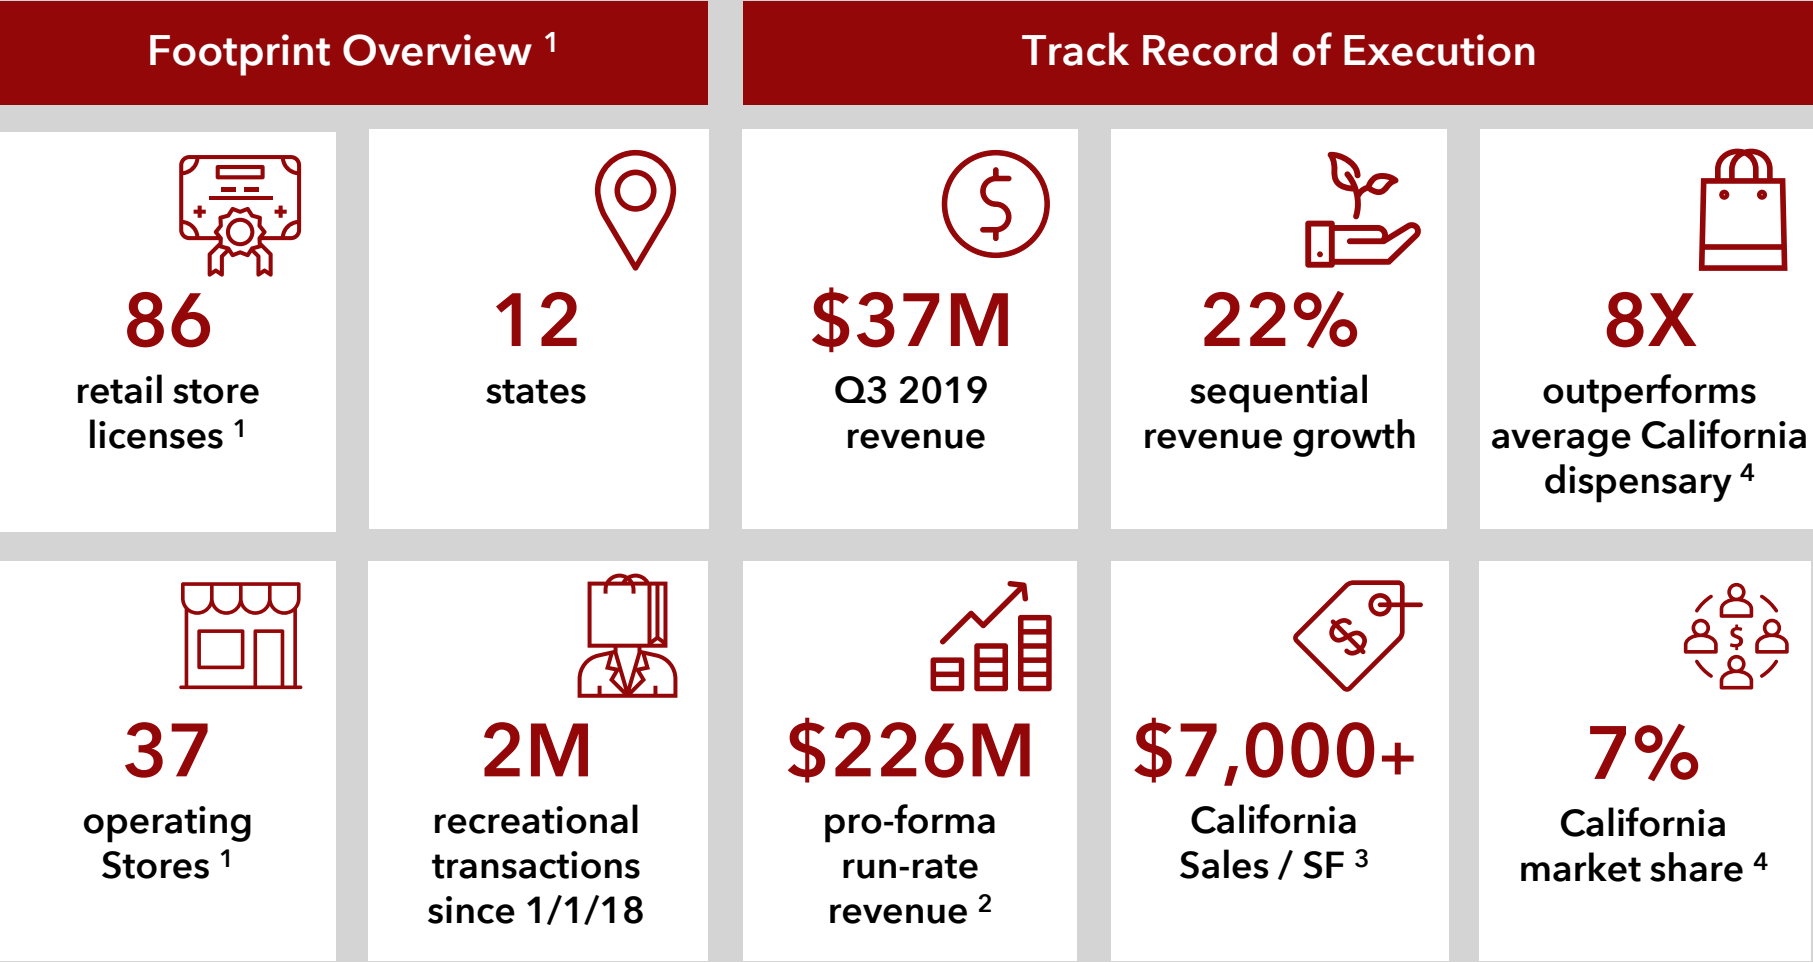 Footprint Overview ¹
Track Record of Execution
86
retail store
licenses ¹
12
states
$37M
Q3 2019
revenue
22%
sequential
revenue growth
8X
outperforms
average California
dispensary ⁴
37
operating
Stores ¹
2M
recreational
transactions
since 1/1/18
$226M
pro-forma
run-rate
revenue ²
$7,000+
California
Sales / SF ³
7%
California
market share ⁴